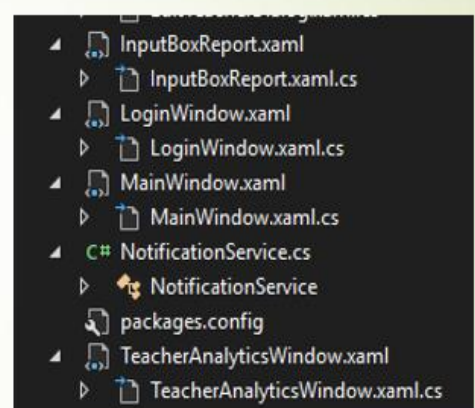 InputBoxReport.xaml
InputBoxReport.xaml.cs
LoginWindow.xaml
LoginWindow.xaml.cs
MainWindow.xaml
MainWindow.xaml.cs
C# NotificationService.cs
NotificationService
packages.config
TeacherAnalyticsWindow.xaml
TeacherAnalyticsWindow.xaml.cs